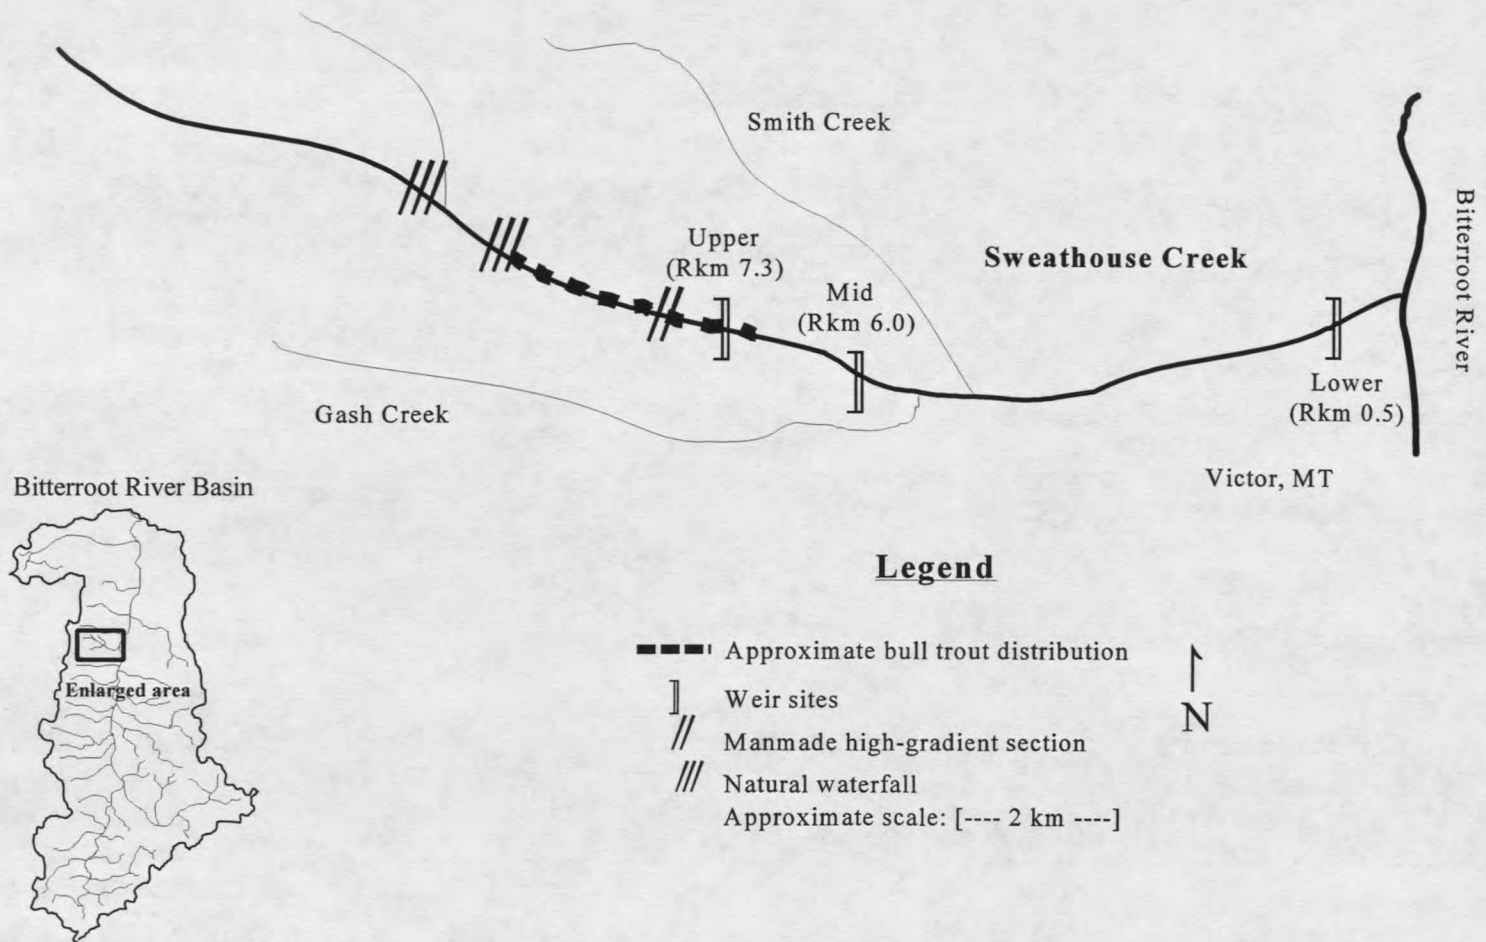 Smith Creek
Upper
(Rkm 7.3)
Sweathouse Creek
Bitterroot River
Mid
(Rkm 6.0)
Lower
(Rkm 0.5)
Gash Creek
Victor, MT
Bitterroot River Basin
Enlarged area
Legend
Approximate bull trout distribution
Weir sites
Manmade high-gradient section
Natural waterfall
Approximate scale: [---- 2 km ----]
N